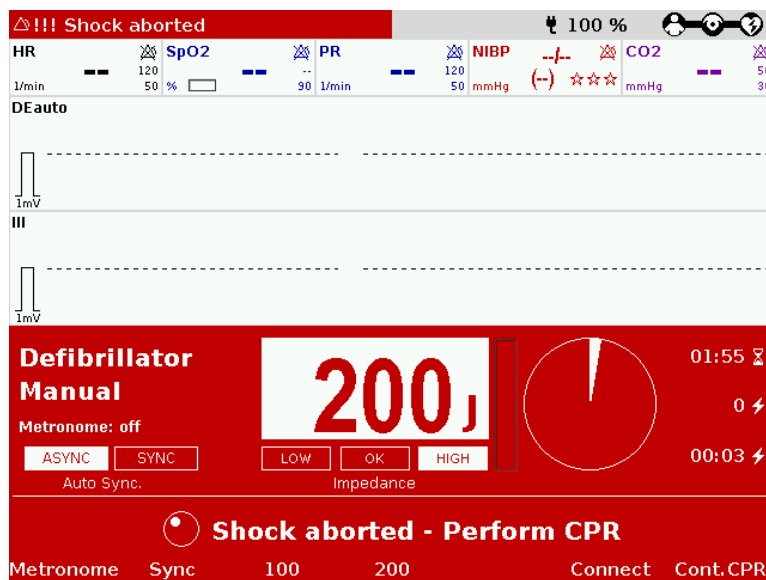 !!! Shock aborted 100 %
HR SpO2 PR NIBP --/-- CO2
-- 120 -- -- -- 120 (--) --
1/min 50 % 90 1/min 50 mmHg mmHg
DEauto
1mV
III
1mV
Defibrillator
Manual
200 J
01:55
Metronome: off
0
ASYNC SYNC LOW OK HIGH 00:03
Auto Sync. Impedance
Shock aborted - Perform CPR
Metronome Sync 100 200 Connect Cont.CPR